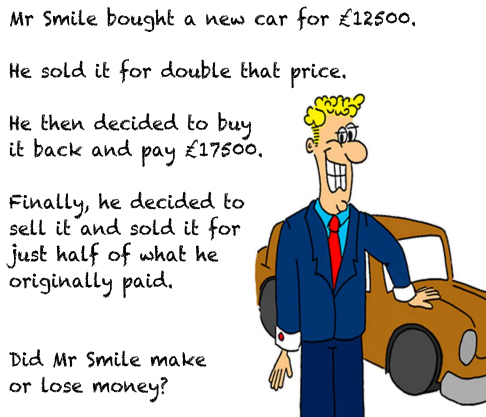 Mr Smile bought a new car for £12500.
He sold it for double that price.
He then decided to buy
it back and pay £17500.
Finally, he decided to
sell it and sold it for
just half of what he
originally paid.
Did Mr Smile make
or lose money?